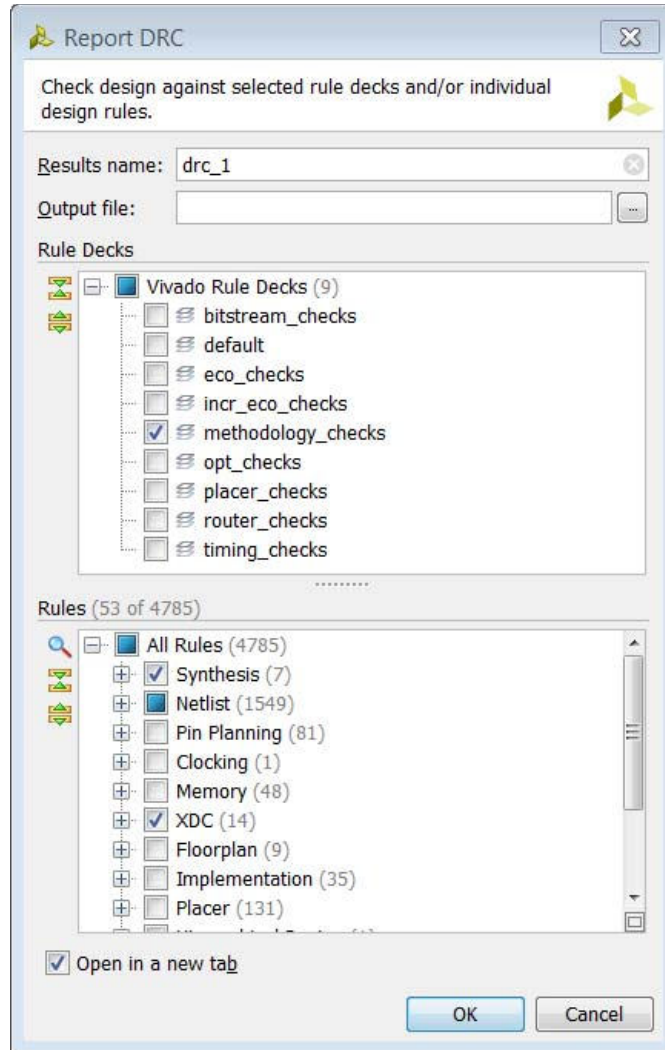 Report DRC
Check design against selected rule decks and/or individual
design rules.
Results name: drc_1
Output file:
...
Rule Decks
Vivado Rule Decks (9)
bitstream_checks
default
eco_checks
incr_eco_checks
methodology_checks
opt_checks
placer_checks
router_checks
timing_checks
Rules (53 of 4785)
All Rules (4785)
Synthesis (7)
Netlist (1549)
Pin Planning (81)
Clocking (1)
Memory (48)
XDC (14)
Floorplan (9)
Implementation (35)
Placer (131)
Open in a new tab
OK Cancel